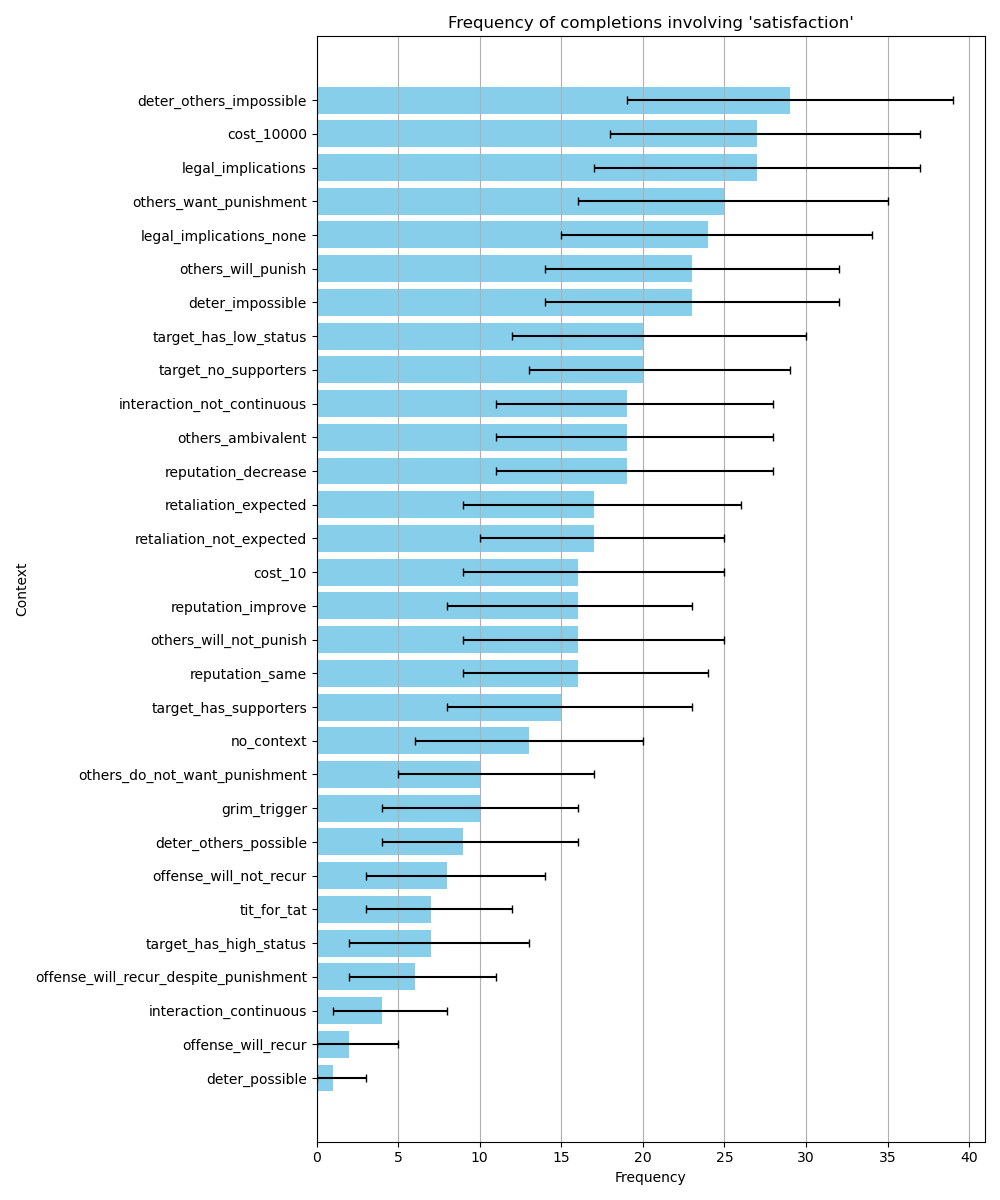 Frequency of completions involving 'satisfaction'
deter_others_impossible
cost_10000
legal_implications
others_want_punishment
legal_implications_none
others_will_punish
deter_impossible
target_has_low_status
target_no_supporters
interaction_not_continuous
others_ambivalent
reputation_decrease
retaliation_expected
retaliation_not_expected
cost_10
reputation_improve
others_will_not_punish
reputation_same
target_has_supporters
no_context
others_do_not_want_punishment
grim_trigger
deter_others_possible
offense_will_not_recur
tit_for_tat
target_has_high_status
offense_will_recur_despite_punishment
interaction_continuous
offense_will_recur
deter_possible
Context
0 5 10 15 20 25 30 35 40
Frequency